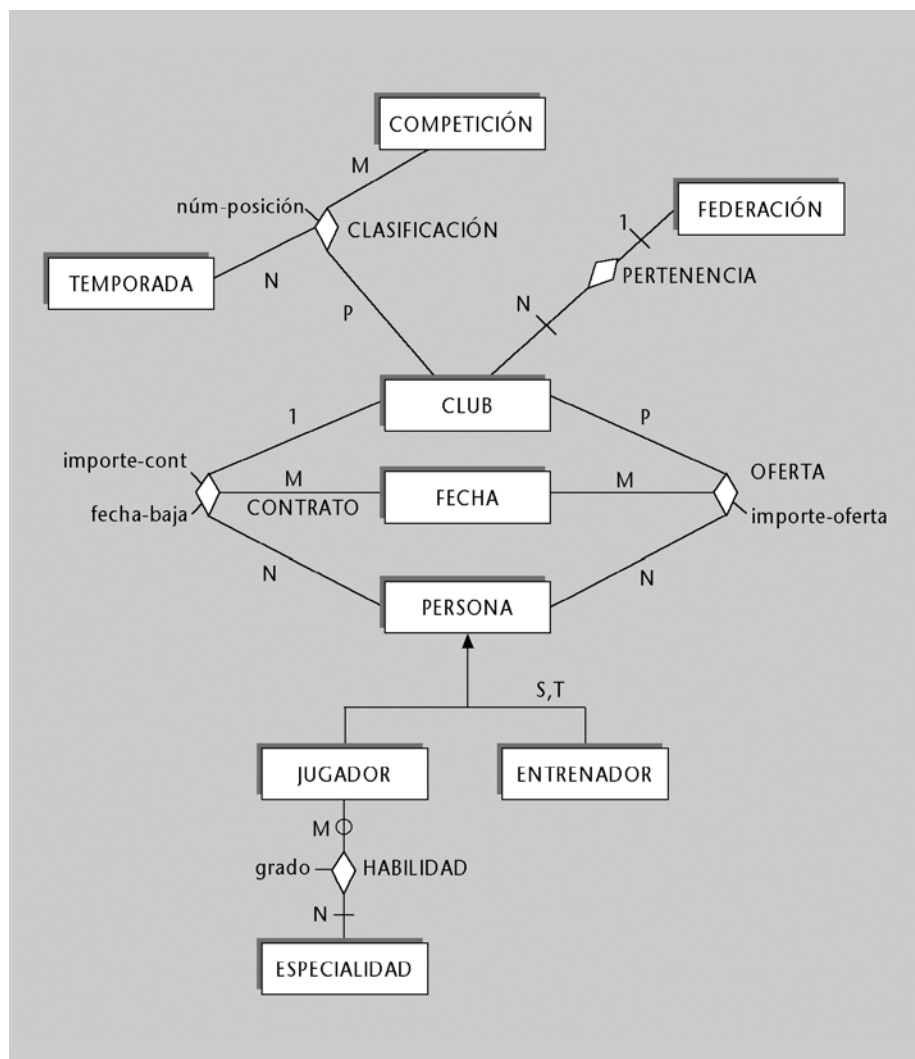 COMPETICIÓN
M
núm-posición
CLASIFICACIÓN
FEDERACIÓN
1
PERTENENCIA
TEMPORADA
N
N
P
CLUB
1
P
importe-cont
M
M
OFERTA
FECHA
fecha-baja
CONTRATO
importe-oferta
N
N
PERSONA
S,T
JUGADOR
ENTRENADOR
M
grado
HABILIDAD
N
ESPECIALIDAD